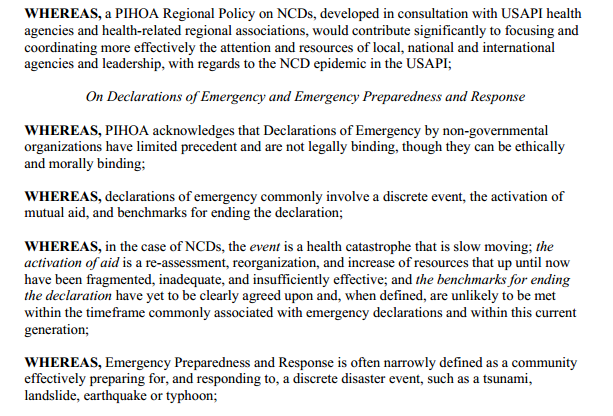 WHEREAS, a PIHOA Regional Policy on NCDs, developed in consultation with USAPI health
agencies and health-related regional associations, would contribute significantly to focusing and
coordinating more effectively the attention and resources of local, national and international
agencies and leadership, with regards to the NCD epidemic in the USAPI;
On Declarations of Emergency and Emergency Preparedness and Response
WHEREAS, PIHOA acknowledges that Declarations of Emergency by non-governmental
organizations have limited precedent and are not legally binding, though they can be ethically
and morally binding;
WHEREAS, declarations of emergency commonly involve a discrete event, the activation of
mutual aid, and benchmarks for ending the declaration;
WHEREAS, in the case of NCDs, the event is a health catastrophe that is slow moving; the
activation of aid is a re-assessment, reorganization, and increase of resources that up until now
have been fragmented, inadequate, and insufficiently effective; and the benchmarks for ending
the declaration have yet to be clearly agreed upon and, when defined, are unlikely to be met
within the timeframe commonly associated with emergency declarations and within this current
generation;
WHEREAS, Emergency Preparedness and Response is often narrowly defined as a community
effectively preparing for, and responding to, a discrete disaster event, such as a tsunami,
landslide, earthquake or typhoon;